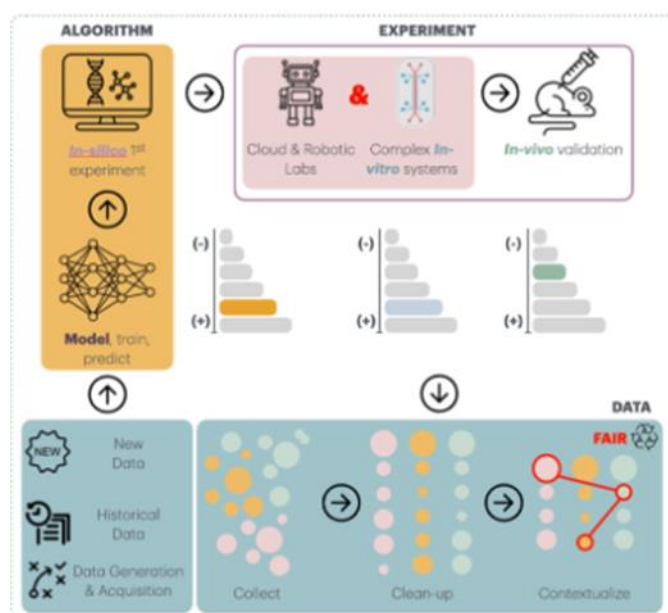 ALGORITHM
EXPERIMENT
In-silico 1st
experiment
&
Cloud & Robotic
Labs
Complex In-
vitro systems
In-vivo validation
Model, train,
predict
(-)
(+)
(-)
(+)
(-)
(+)
DATA
NEW
New
Data
Historical
Data
Data Generation
& Acquisition
FAIR
Collect
Clean-up
Contextualize